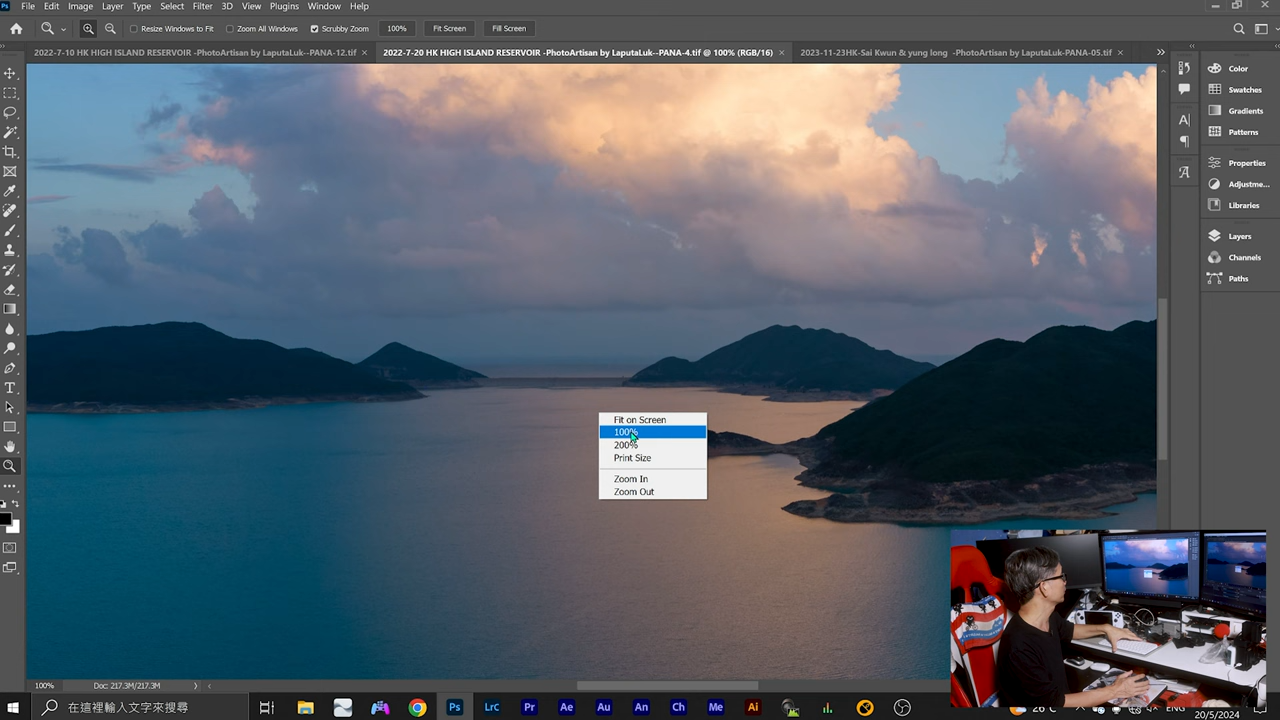 File Edit Image Layer Type Select Filter 3D View Plugins Window Help
Resize Windows to Fit Zoom All Windows Scrubby Zoom 100% Fit Screen Fill Screen
2022-7-10 HK HIGH ISLAND RESERVOIR -PhotoArtisan by LaputaLuk--PANA-12.tif × 2022-7-20 HK HIGH ISLAND RESERVOIR -PhotoArtisan by LaputaLuk--PANA-4.tif @ 100% (RGB/16) × 2023-11-23HK-Sai Kwun & yung long -PhotoArtisan by LaputaLuk-PANA-05.tif ×
Color
Swatches
Gradients
Patterns
Properties
Adjustme...
Libraries
Layers
Channels
Paths
Fit on Screen
100%
200%
Print Size
Zoom In
Zoom Out
100% Doc: 217.3M/217.3M
在這裡輸入文字來搜尋
Ps Lrc Pr Ae Au An Ch Me Ai
26°C ENG
20/5/2024